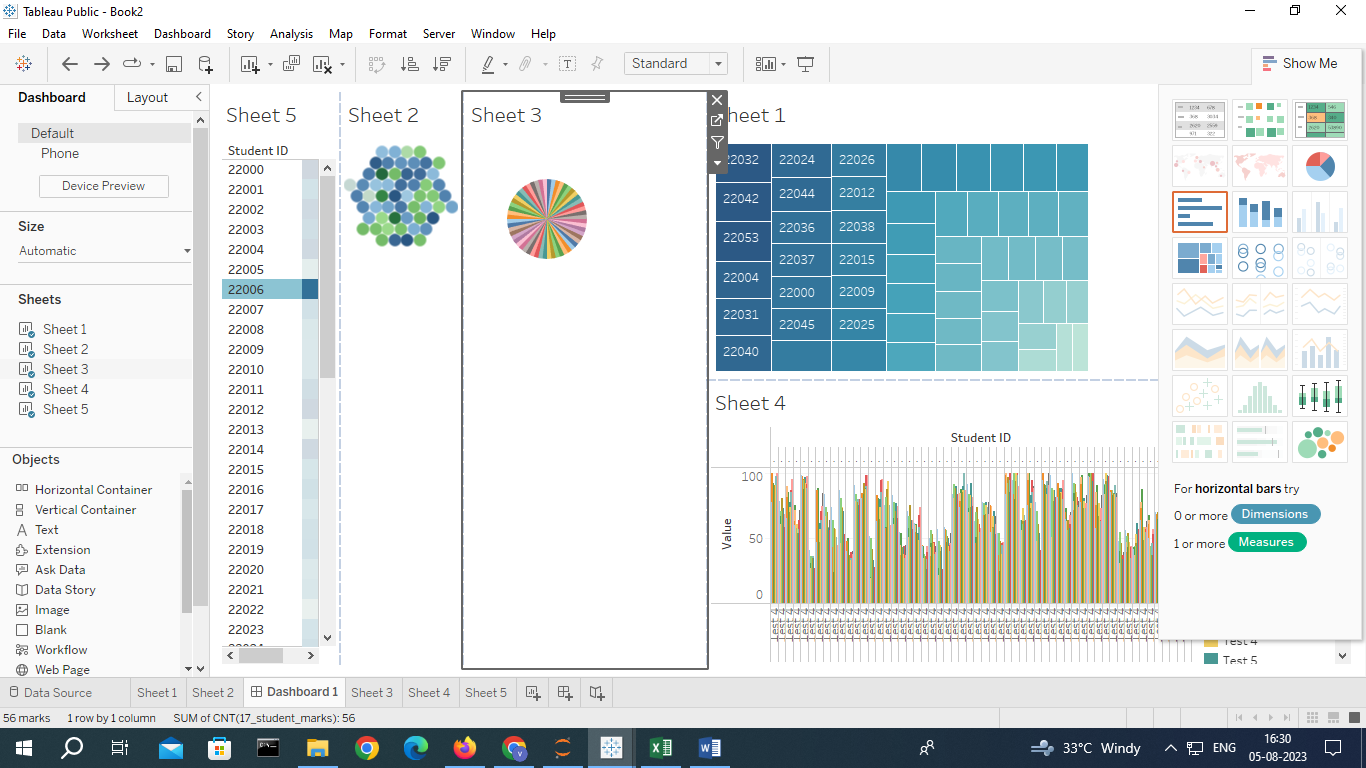 Tableau Public - Book2
File Data Worksheet Dashboard Story Analysis Map Format Server Window Help
Standard
Show Me
Dashboard Layout
Default
Phone
Device Preview
Size
Automatic
Sheets
Sheet 1
Sheet 2
Sheet 3
Sheet 4
Sheet 5
Objects
Horizontal Container
Vertical Container
Text
Extension
Ask Data
Data Story
Image
Blank
Workflow
Web Page
Sheet 5
Student ID
22000
22001
22002
22003
22004
22005
22006
22007
22008
22009
22010
22011
22012
22013
22014
22015
22016
22017
22018
22019
22020
22021
22022
22023
Sheet 2
Sheet 3
Sheet 1
22032 22024 22026
22042 22044 22012
22053 22036 22038
22004 22037 22015
22031 22000 22009
22040 22045 22025
Sheet 4
Student ID
Value
100
50
0
For horizontal bars try
0 or more Dimensions
1 or more Measures
Test 4
Test 5
Data Source Sheet 1 Sheet 2 Dashboard 1 Sheet 3 Sheet 4 Sheet 5
56 marks 1 row by 1 column SUM of CNT(17_student_marks): 56
33°C Windy ENG 16:30
05-08-2023